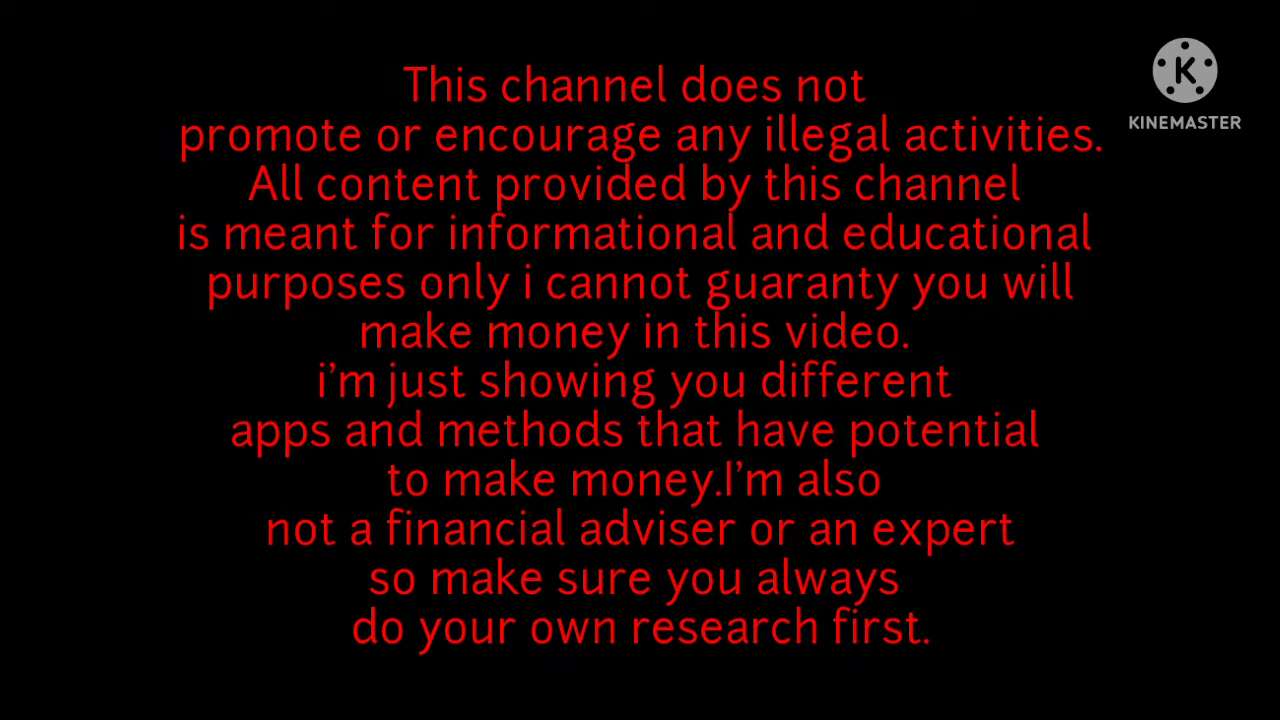 This channel does not
promote or encourage any illegal activities.
All content provided by this channel
is meant for informational and educational
purposes only i cannot guaranty you will
make money in this video.
i’m just showing you different
apps and methods that have potential
to make money.I’m also
not a financial adviser or an expert
so make sure you always
do your own research first.
K
KINEMASTER